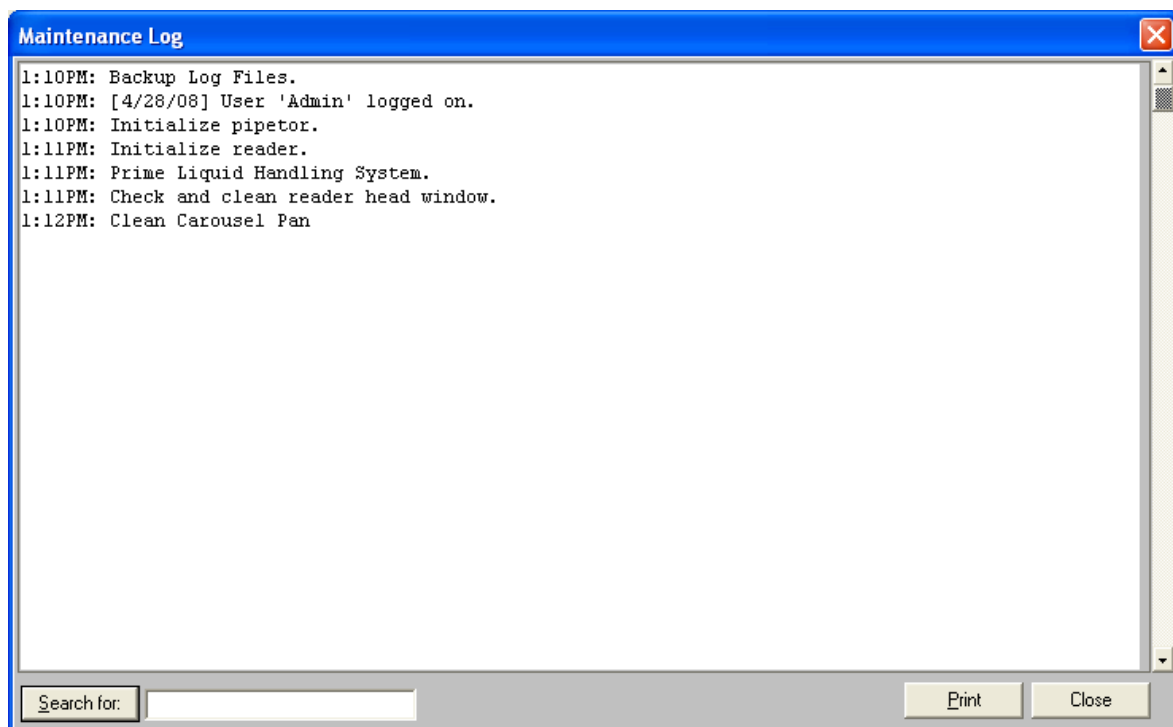 Maintenance Log
1:10PM: Backup Log Files.
1:10PM: [4/28/08] User 'Admin' logged on.
1:10PM: Initialize pipetor.
1:11PM: Initialize reader.
1:11PM: Prime Liquid Handling System.
1:11PM: Check and clean reader head window.
1:12PM: Clean Carousel Pan
Search for: Print Close